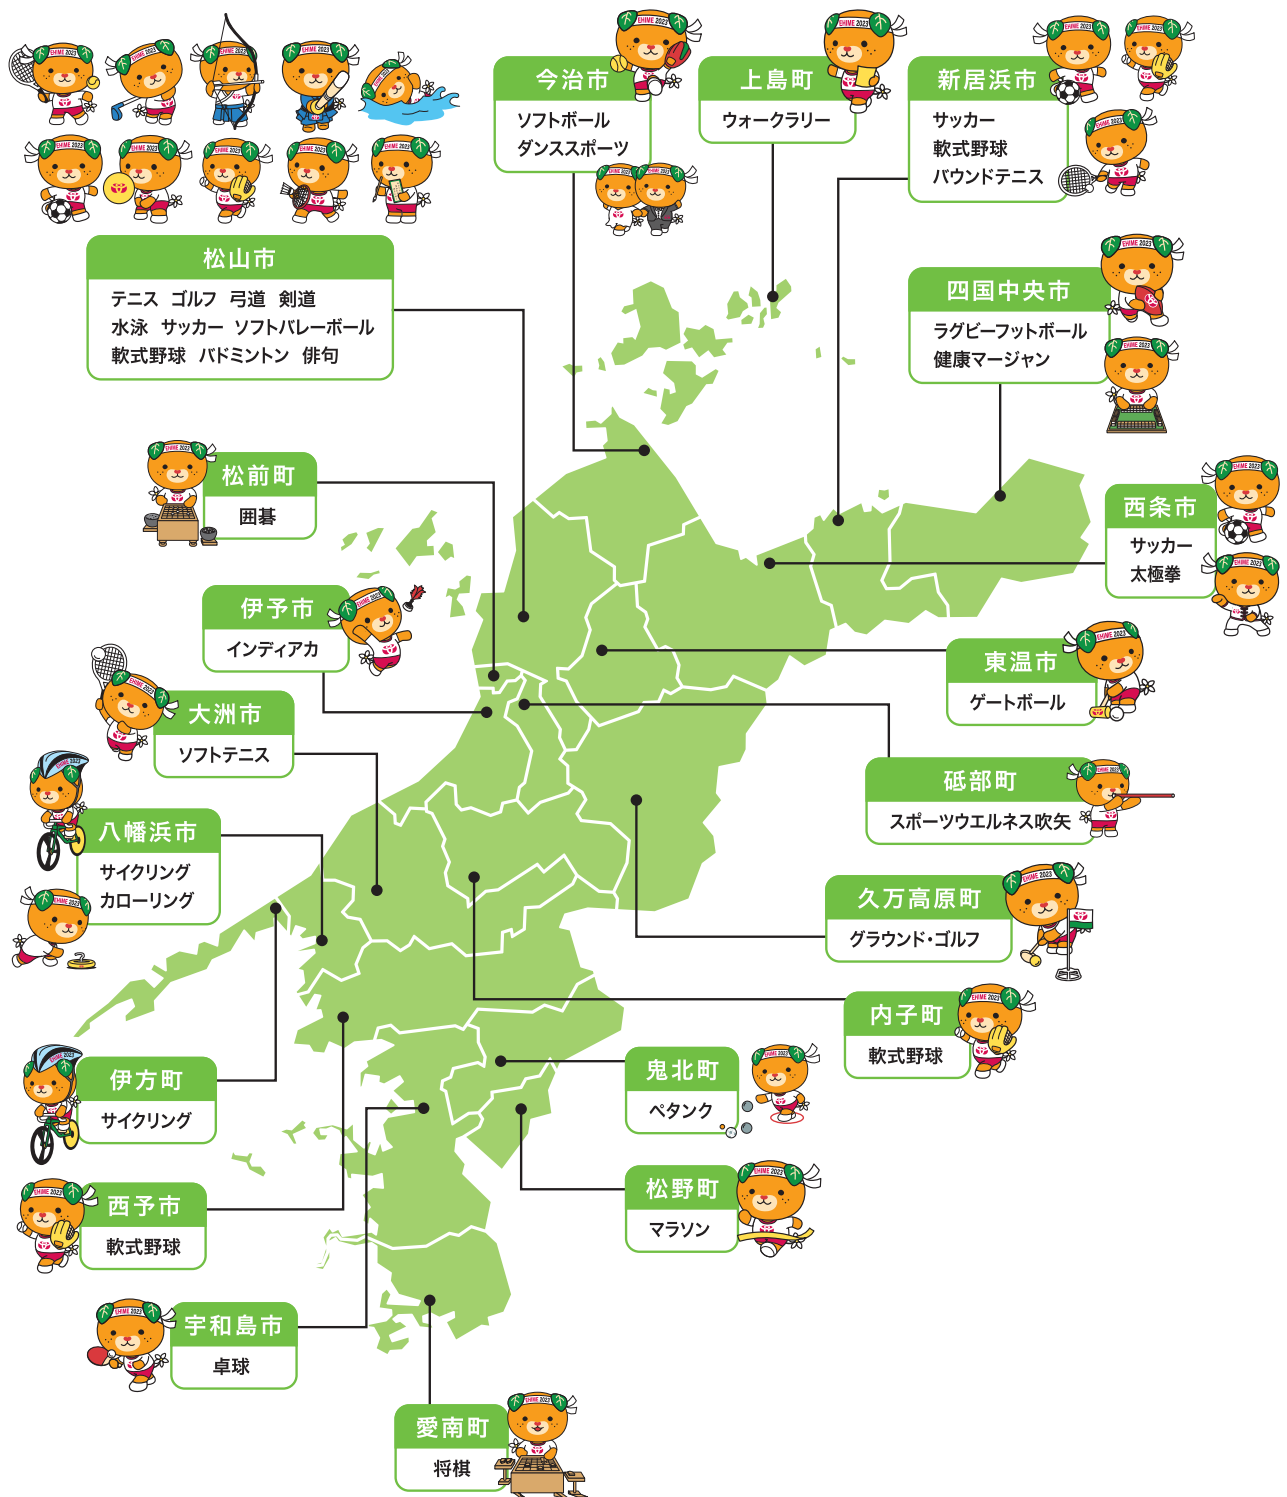 今治市
ソフトボール
ダンススポーツ
上島町
ウォークラリー
新居浜市
サッカー
軟式野球
バウンドテニス
松山市
テニス ゴルフ 弓道 剣道
水泳 サッカー ソフトバレーボール
軟式野球 バドミントン 俳句
四国中央市
ラグビーフットボール
健康マージャン
松前町
囲碁
西条市
サッカー
太極拳
伊予市
インディアカ
東温市
ゲートボール
大洲市
ソフトテニス
砥部町
スポーツウエルネス吹矢
八幡浜市
サイクリング
カローリング
久万高原町
グラウンド・ゴルフ
内子町
軟式野球
伊方町
サイクリング
鬼北町
ペタンク
西予市
軟式野球
松野町
マラソン
宇和島市
卓球
愛南町
将棋